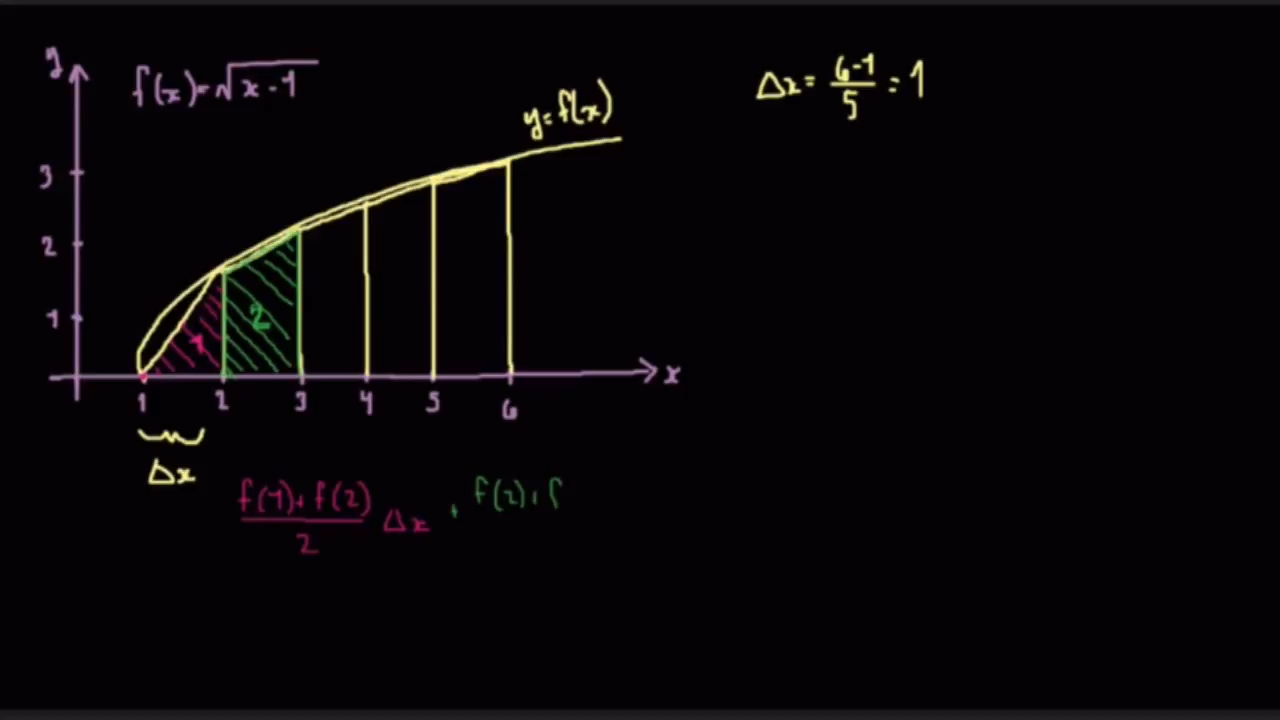 y
f(x)=√x-1
Δx = 6-1/5 = 1
y=f(x)
3
2
1
1
2
1 2 3 4 5 6
x
Δx
f(1)+f(2)/2 Δx + f(2)+f